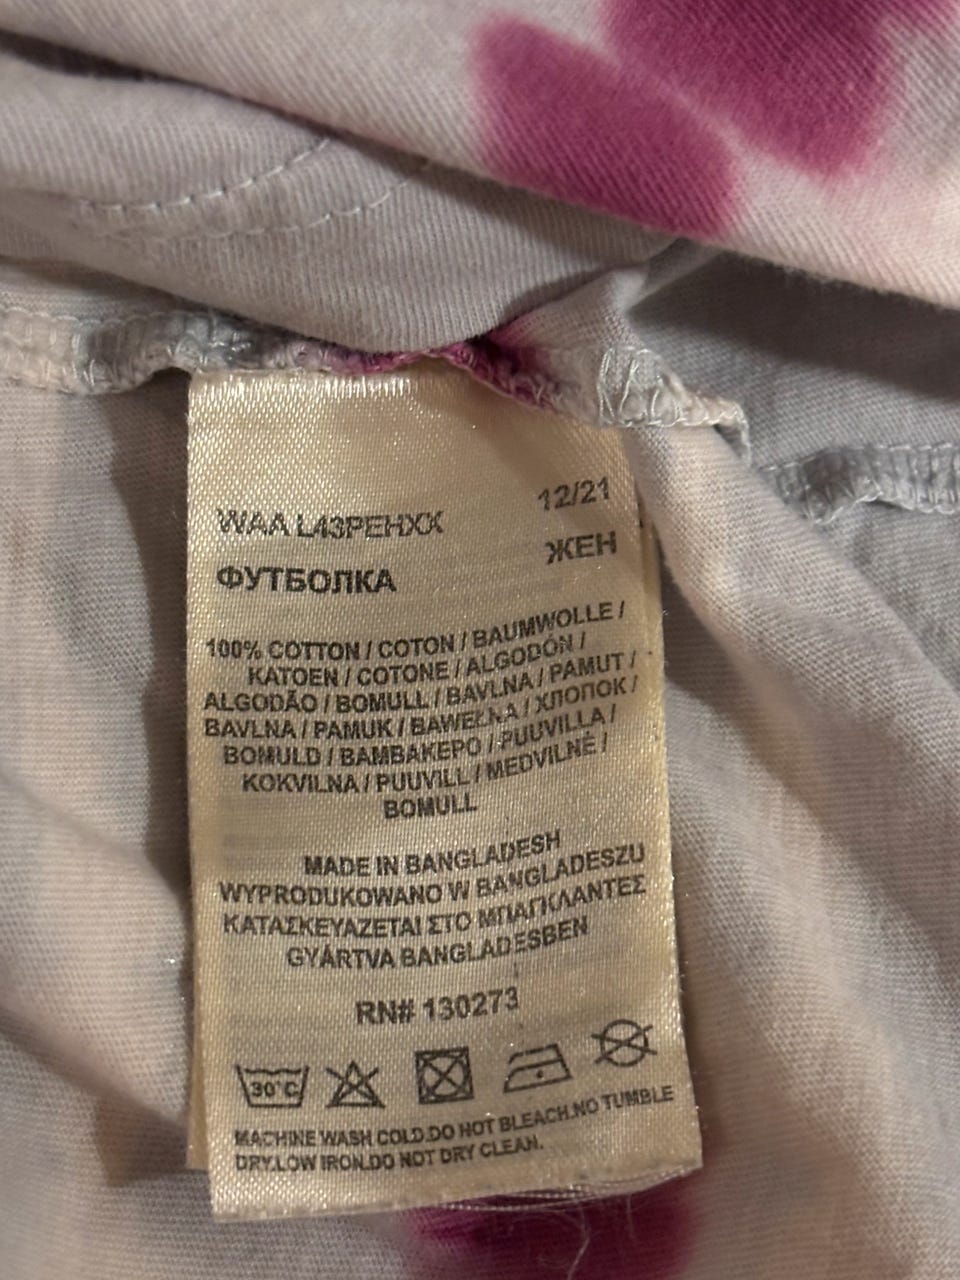 12/21
WAA L43PEHXX
ЖЕН
ФУТБОЛКА
100% COTTON / COTON / BAUMWOLLE /
KATOEN / COTONE / ALGODÓN /
ALGODÃO / BOMULL / BAVLNA / PAMUT /
BAVLNA / PAMUK / BAWEŁNA / ХЛОПОК /
BOMULD / ΒΑΜΒΑΚΕΡΟ / PUUVILLA /
KOKVILNA / PUUVILL / MEDVILNĖ /
BOMULL
MADE IN BANGLADESH
WYPRODUKOWANO W BANGLADESZU
ΚΑΤΑΣΚΕΥΑΖΕΤΑΙ ΣΤΟ ΜΠΑΓΚΛΑΝΤΕΣ
GYÁRTVA BANGLADESBEN
RN# 130273
30°C
MACHINE WASH COLD.DO NOT BLEACH.NO TUMBLE
DRY.LOW IRON.DO NOT DRY CLEAN.